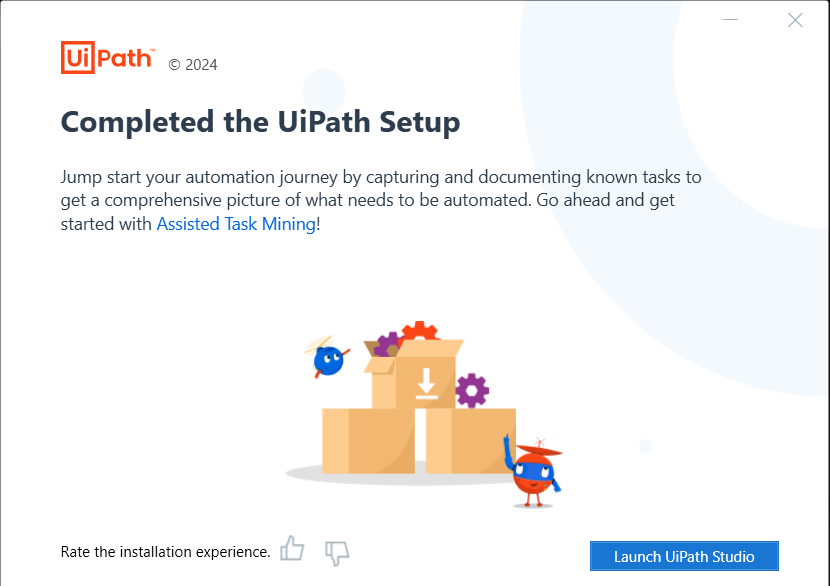 UiPath™ © 2024
Completed the UiPath Setup
Jump start your automation journey by capturing and documenting known tasks to
get a comprehensive picture of what needs to be automated. Go ahead and get
started with Assisted Task Mining!
Rate the installation experience.
Launch UiPath Studio